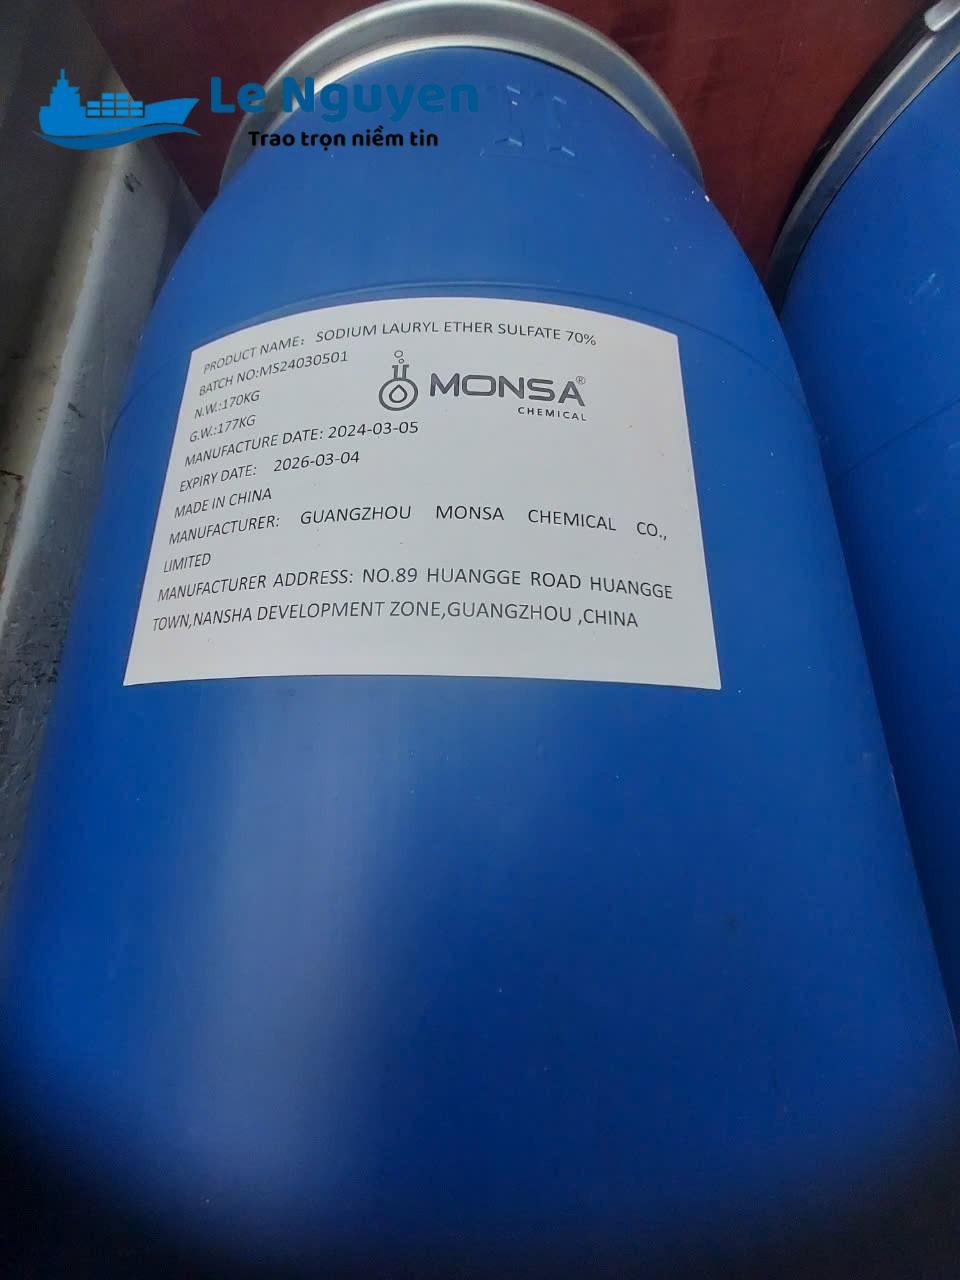 Le Nguyen
Trao trọn niềm tin
PRODUCT NAME: SODIUM LAURYL ETHER SULFATE 70%
BATCH NO:MS24030501
N.W.:170KG
G.W.:177KG
MONSA®
CHEMICAL
MANUFACTURE DATE: 2024-03-05
EXPIRY DATE: 2026-03-04
MADE IN CHINA
MANUFACTURER: GUANGZHOU MONSA CHEMICAL CO.,
LIMITED
MANUFACTURER ADDRESS: NO.89 HUANGGE ROAD HUANGGE
TOWN,NANSHA DEVELOPMENT ZONE,GUANGZHOU ,CHINA